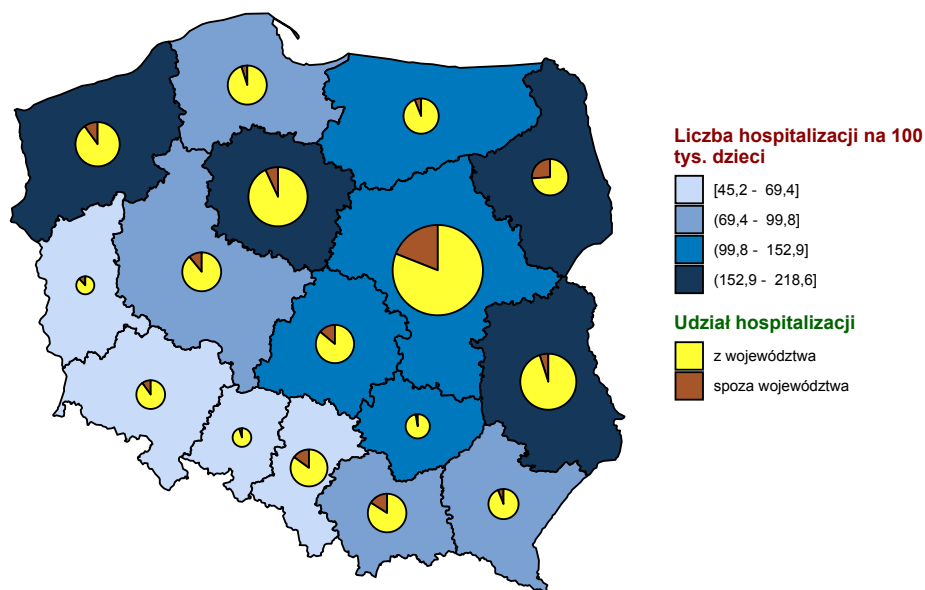 Liczba hospitalizacji na 100
tys. dzieci
[45,2 - 69,4]
(69,4 - 99,8]
(99,8 - 152,9]
(152,9 - 218,6]
Udział hospitalizacji
z województwa
spoza województwa